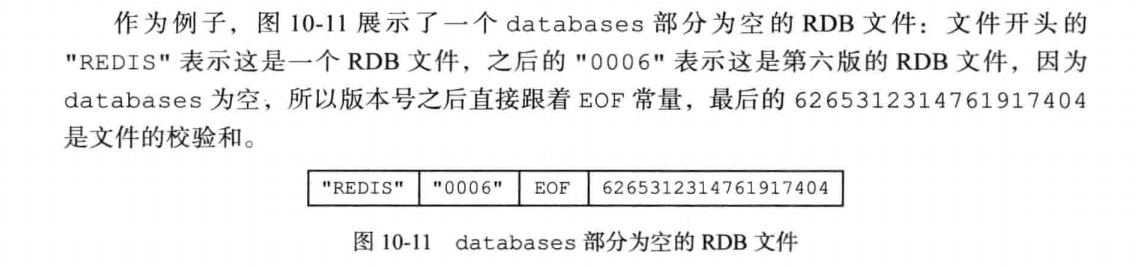 作为例子，图 10-11 展示了一个 databases 部分为空的 RDB 文件：文件开头的
"REDIS" 表示这是一个 RDB 文件，之后的 "0006" 表示这是第六版的 RDB 文件，因为
databases 为空，所以版本号之后直接跟着 EOF 常量，最后的 6265312314761917404
是文件的校验和。
"REDIS" "0006" EOF 6265312314761917404
图 10-11 databases 部分为空的 RDB 文件